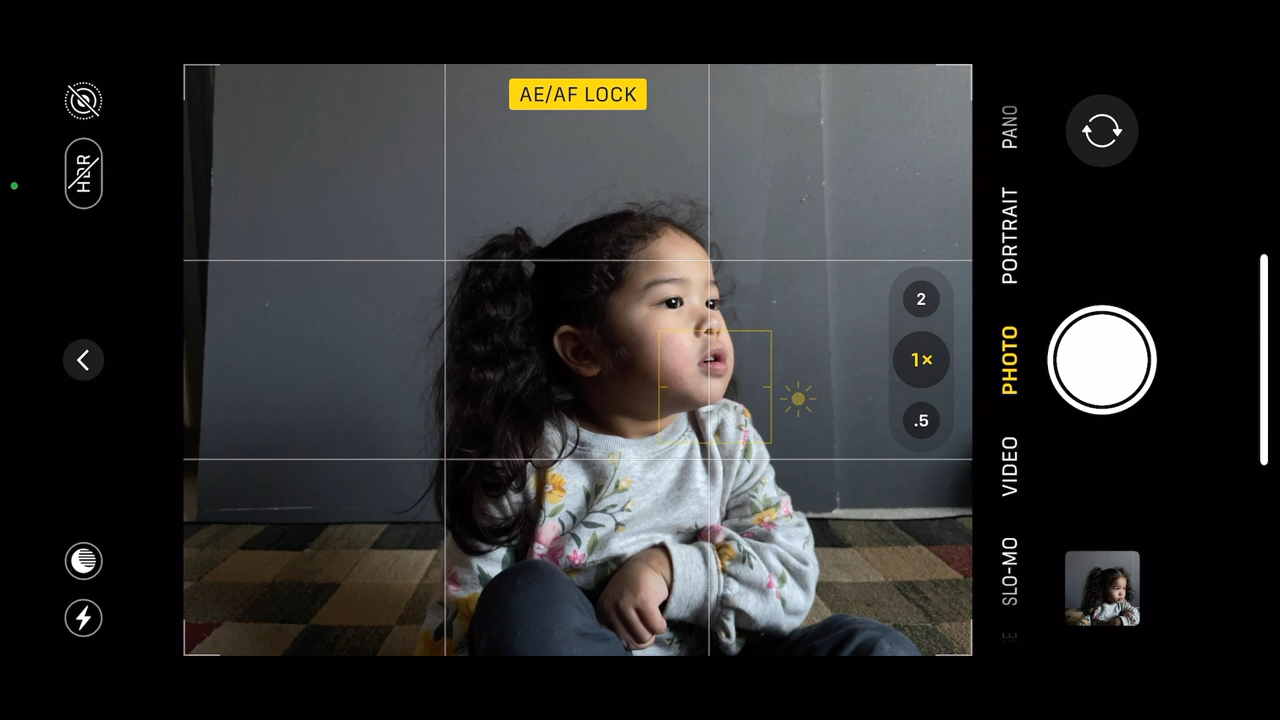 AE/AF LOCK
HDR
2
1×
.5
PANO
PORTRAIT
PHOTO
VIDEO
SLO-MO